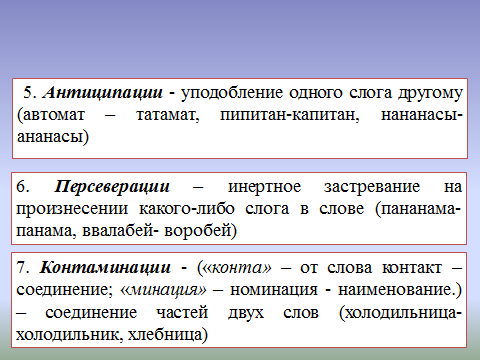 5. Антиципации - уподобление одного слога другому
(автомат – татамат, пипитан-капитан, нананасы-
ананасы)
6. Персеверации – инертное застревание на
произнесении какого-либо слога в слове (пананама-
панама, ввалабей- воробей)
7. Контаминации - («конта» – от слова контакт –
соединение; «минация» – номинация - наименование.)
– соединение частей двух слов (холодильница-
холодильник, хлебница)